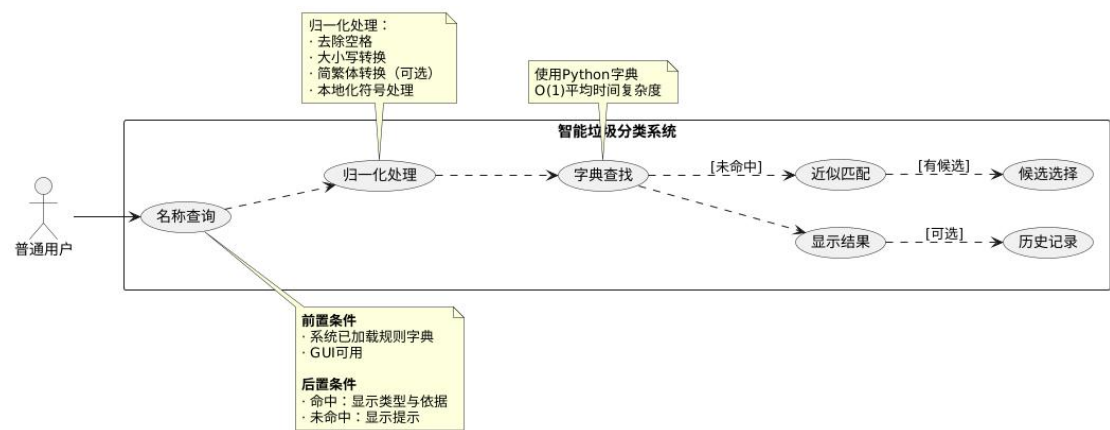 归一化处理：
· 去除空格
· 大小写转换
· 简繁体转换（可选）
· 本地化符号处理
使用Python字典
O(1)平均时间复杂度
智能垃圾分类系统
归一化处理
字典查找
[未命中]
近似匹配
[有候选]
候选选择
名称查询
普通用户
显示结果
[可选]
历史记录
前置条件
· 系统已加载规则字典
· GUI可用
后置条件
· 命中：显示类型与依据
· 未命中：显示提示